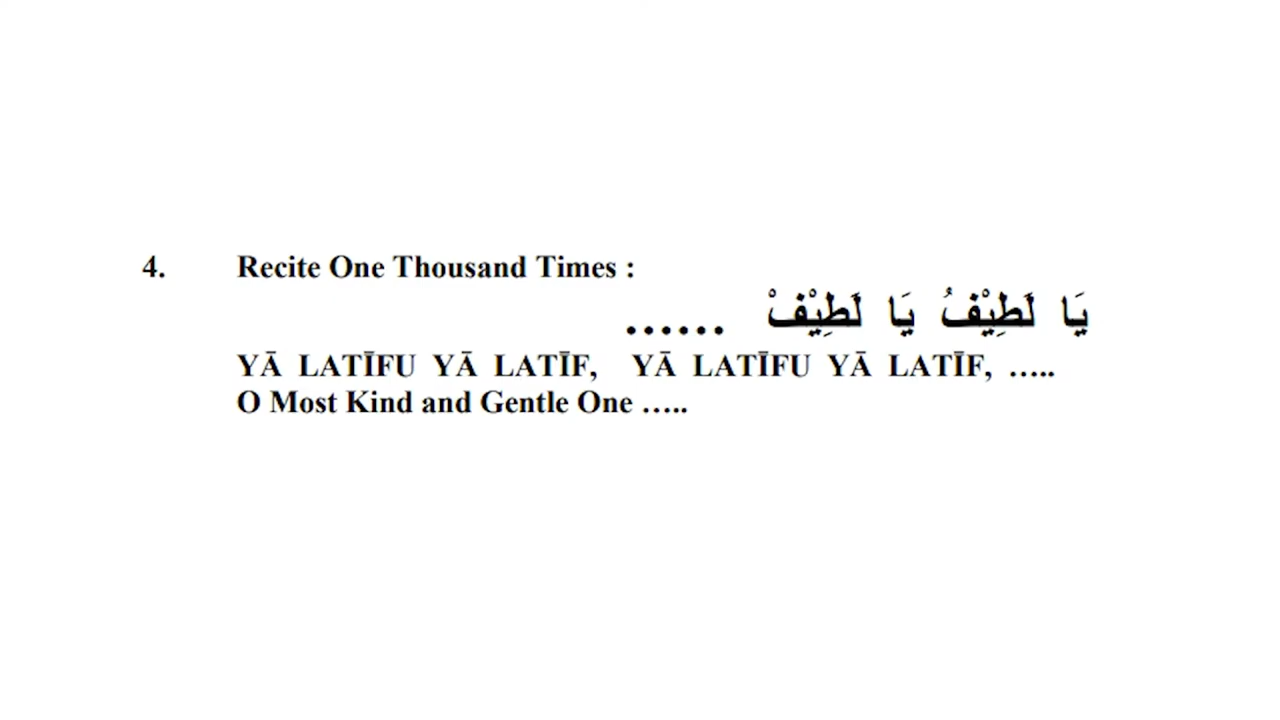 4. Recite One Thousand Times :
يَا لَطِيْفُ يَا لَطِيْفْ ......
YĀ LATĪFU YĀ LATĪF, YĀ LATĪFU YĀ LATĪF, .....
O Most Kind and Gentle One .....